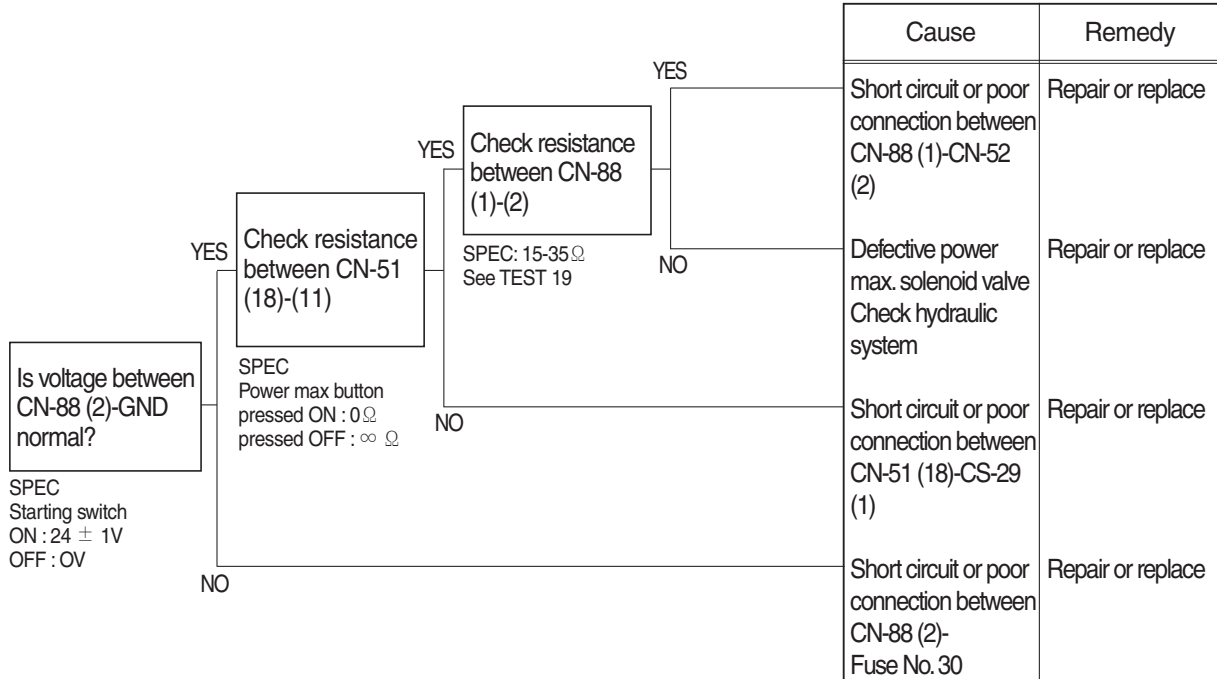 Cause
Remedy
YES
Short circuit or poor
connection between
CN-88 (1)-CN-52
(2)
Repair or replace
YES
Check resistance
between CN-88
(1)-(2)
SPEC: 15-35Ω
See TEST 19
NO
Defective power
max. solenoid valve
Check hydraulic
system
Repair or replace
YES
Check resistance
between CN-51
(18)-(11)
SPEC
Power max button
pressed ON : 0Ω
pressed OFF : ∞ Ω
NO
Short circuit or poor
connection between
CN-51 (18)-CS-29
(1)
Repair or replace
Is voltage between
CN-88 (2)-GND
normal?
SPEC
Starting switch
ON : 24 ± 1V
OFF : OV
NO
Short circuit or poor
connection between
CN-88 (2)-
Fuse No. 30
Repair or replace